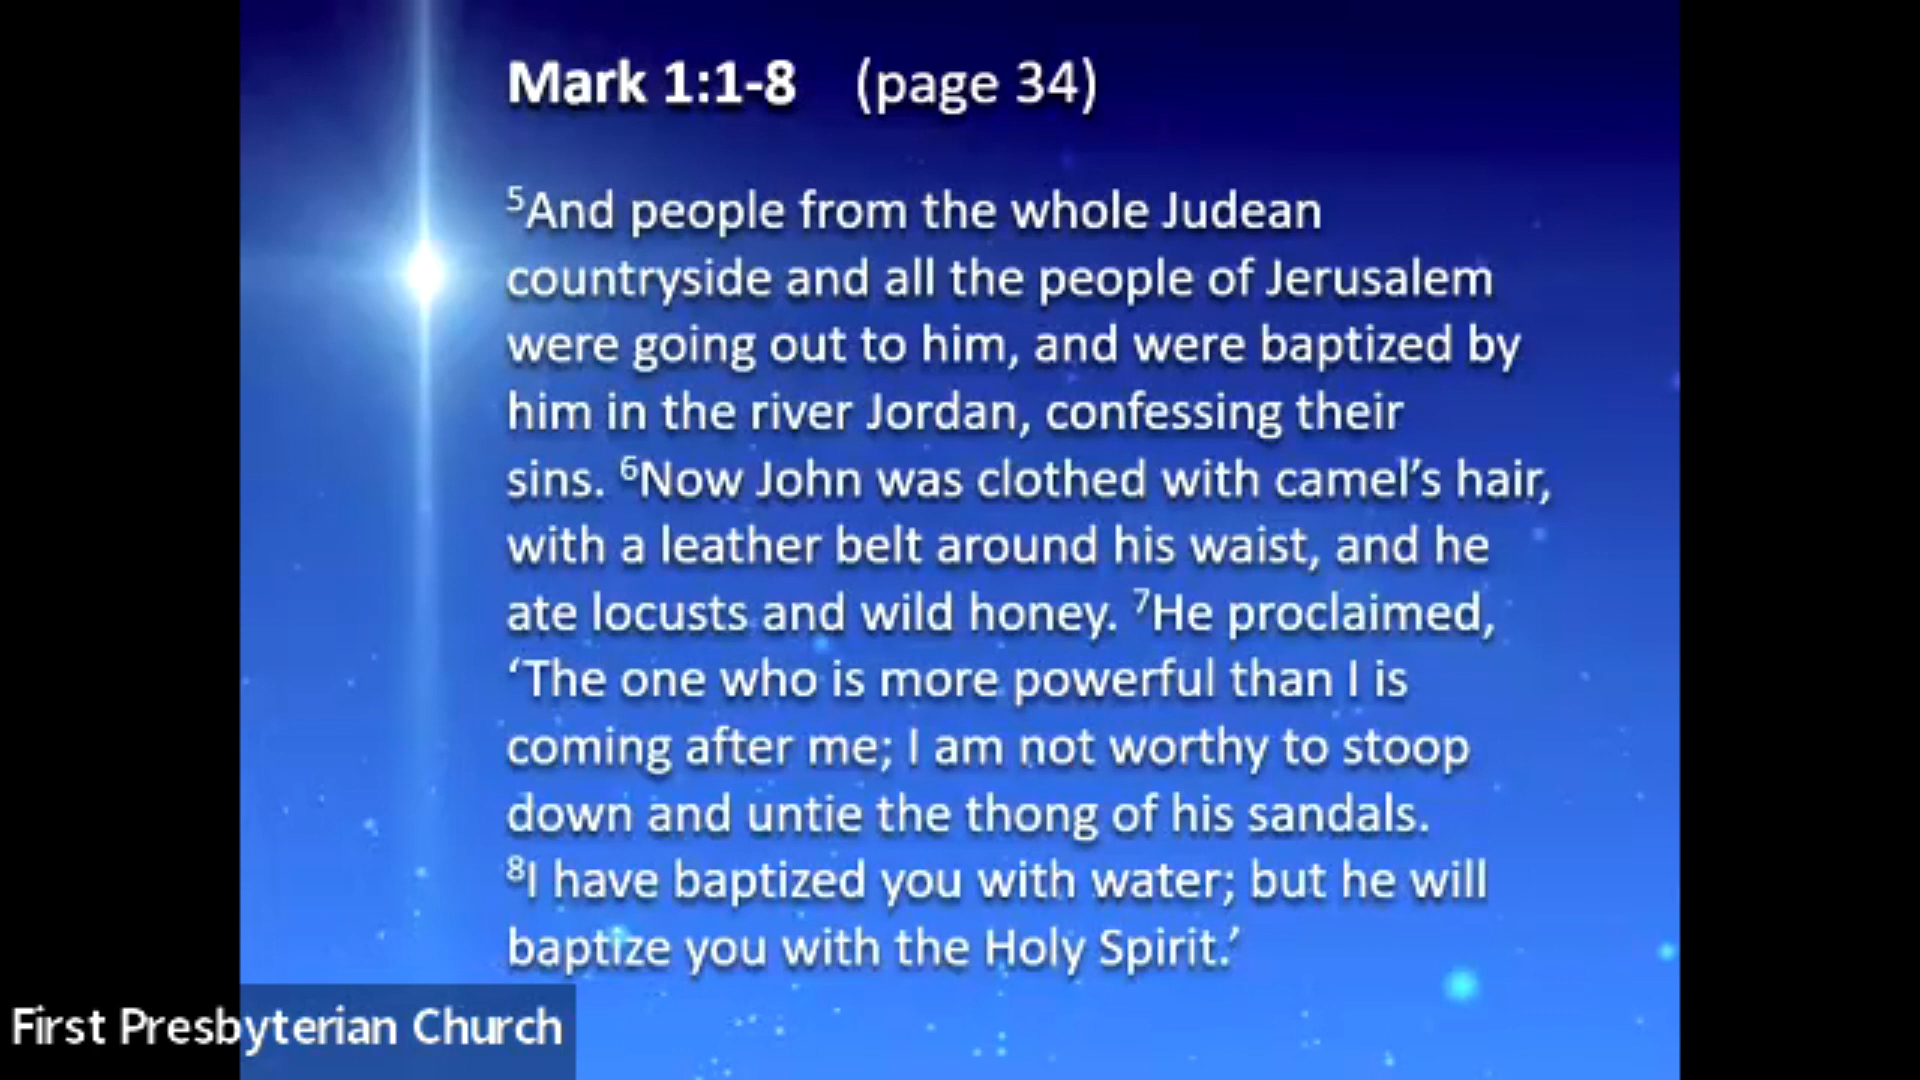 Mark 1:1-8 (page 34)
⁵And people from the whole Judean
countryside and all the people of Jerusalem
were going out to him, and were baptized by
him in the river Jordan, confessing their
sins. ⁶Now John was clothed with camel’s hair,
with a leather belt around his waist, and he
ate locusts and wild honey. ⁷He proclaimed,
‘The one who is more powerful than I is
coming after me; I am not worthy to stoop
down and untie the thong of his sandals.
⁸I have baptized you with water; but he will
baptize you with the Holy Spirit.’
First Presbyterian Church